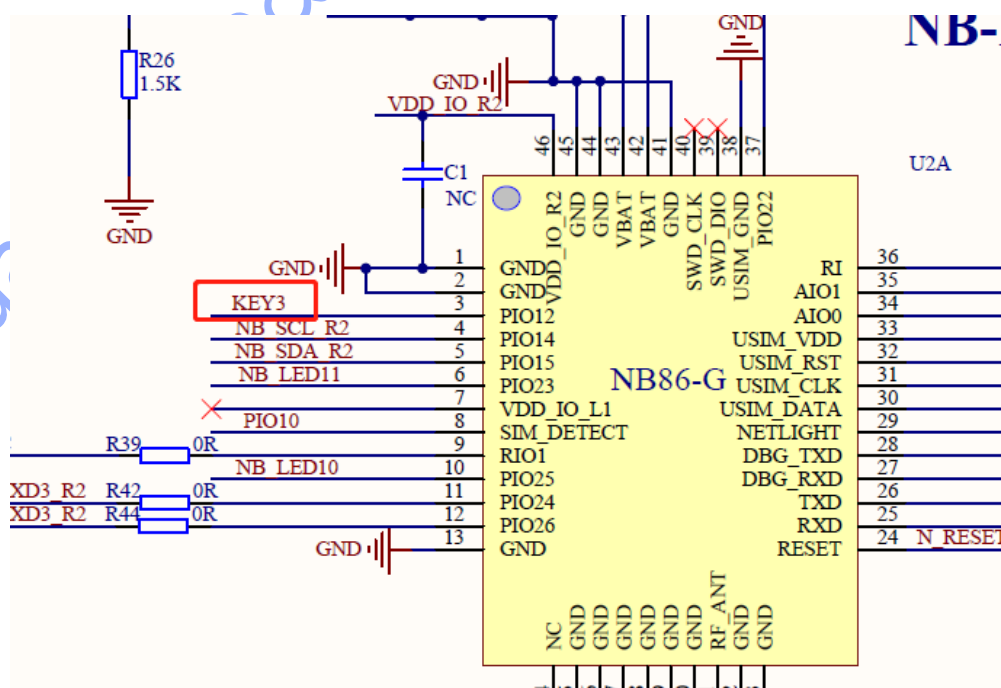 NB-
GND
R26
1.5K
GND
VDD_IO_R2
46
45
44
43
42
41
40
39
38
37
U2A
C1
NC
GND
VDD_IO_R2
GND
GND
VBAT
VBAT
GND
SWD_CLK
SWD_DIO
USIM_GND
PIO22
GND
1 GND
2 GND
KEY3 3 PIO12
NB_SCL_R2 4 PIO14
NB_SDA_R2 5 PIO15
NB_LED11 6 PIO23
7 VDD_IO_L1
PIO10 8 SIM_DETECT
R39 0R 9 RIO1
NB_LED10 10 PIO25
XD3_R2 R42 0R 11 PIO24
XD3_R2 R44 0R 12 PIO26
GND 13 GND
NB86-G
RI 36
AIO1 35
AIO0 34
USIM_VDD 33
USIM_RST 32
USIM_CLK 31
USIM_DATA 30
NETLIGHT 29
DBG_TXD 28
DBG_RXD 27
TXD 26
RXD 25
RESET 24 N_RESET
NC
GND
GND
GND
GND
GND
GND
RF_ANT
GND
GND